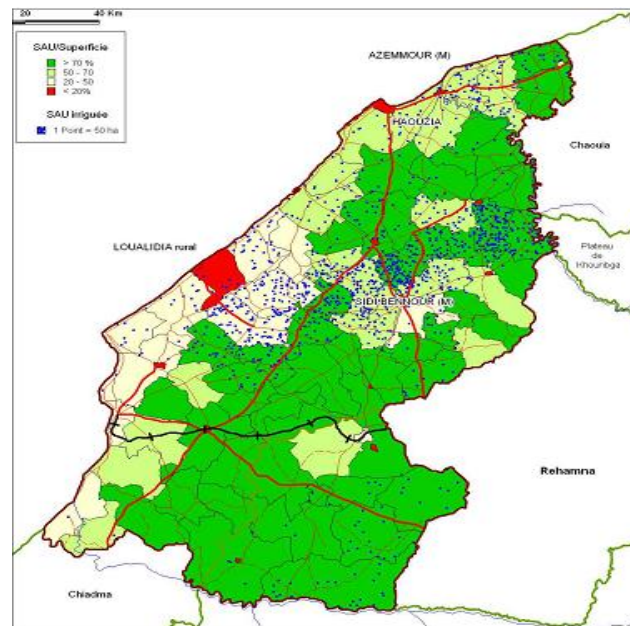 20 40 Km
SAU/Superficie
> 70 %
50 - 70
20 - 50
< 20%
SAU irriguée
1 Point = 50 ha
AZEMMOUR (M)
HAOUZIA
Chaouia
LOUALIDIA rural
Plateau
de
Khouribga
SIDI BENNOUR (M)
Rehamna
Chiadma